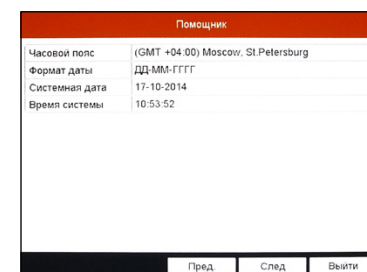 Помощник
Часовой пояс (GMT +04:00) Moscow, St.Petersburg
Формат даты ДД-ММ-ГГГГ
Системная дата 17-10-2014
Время системы 10:53:52
Пред. След Выйти